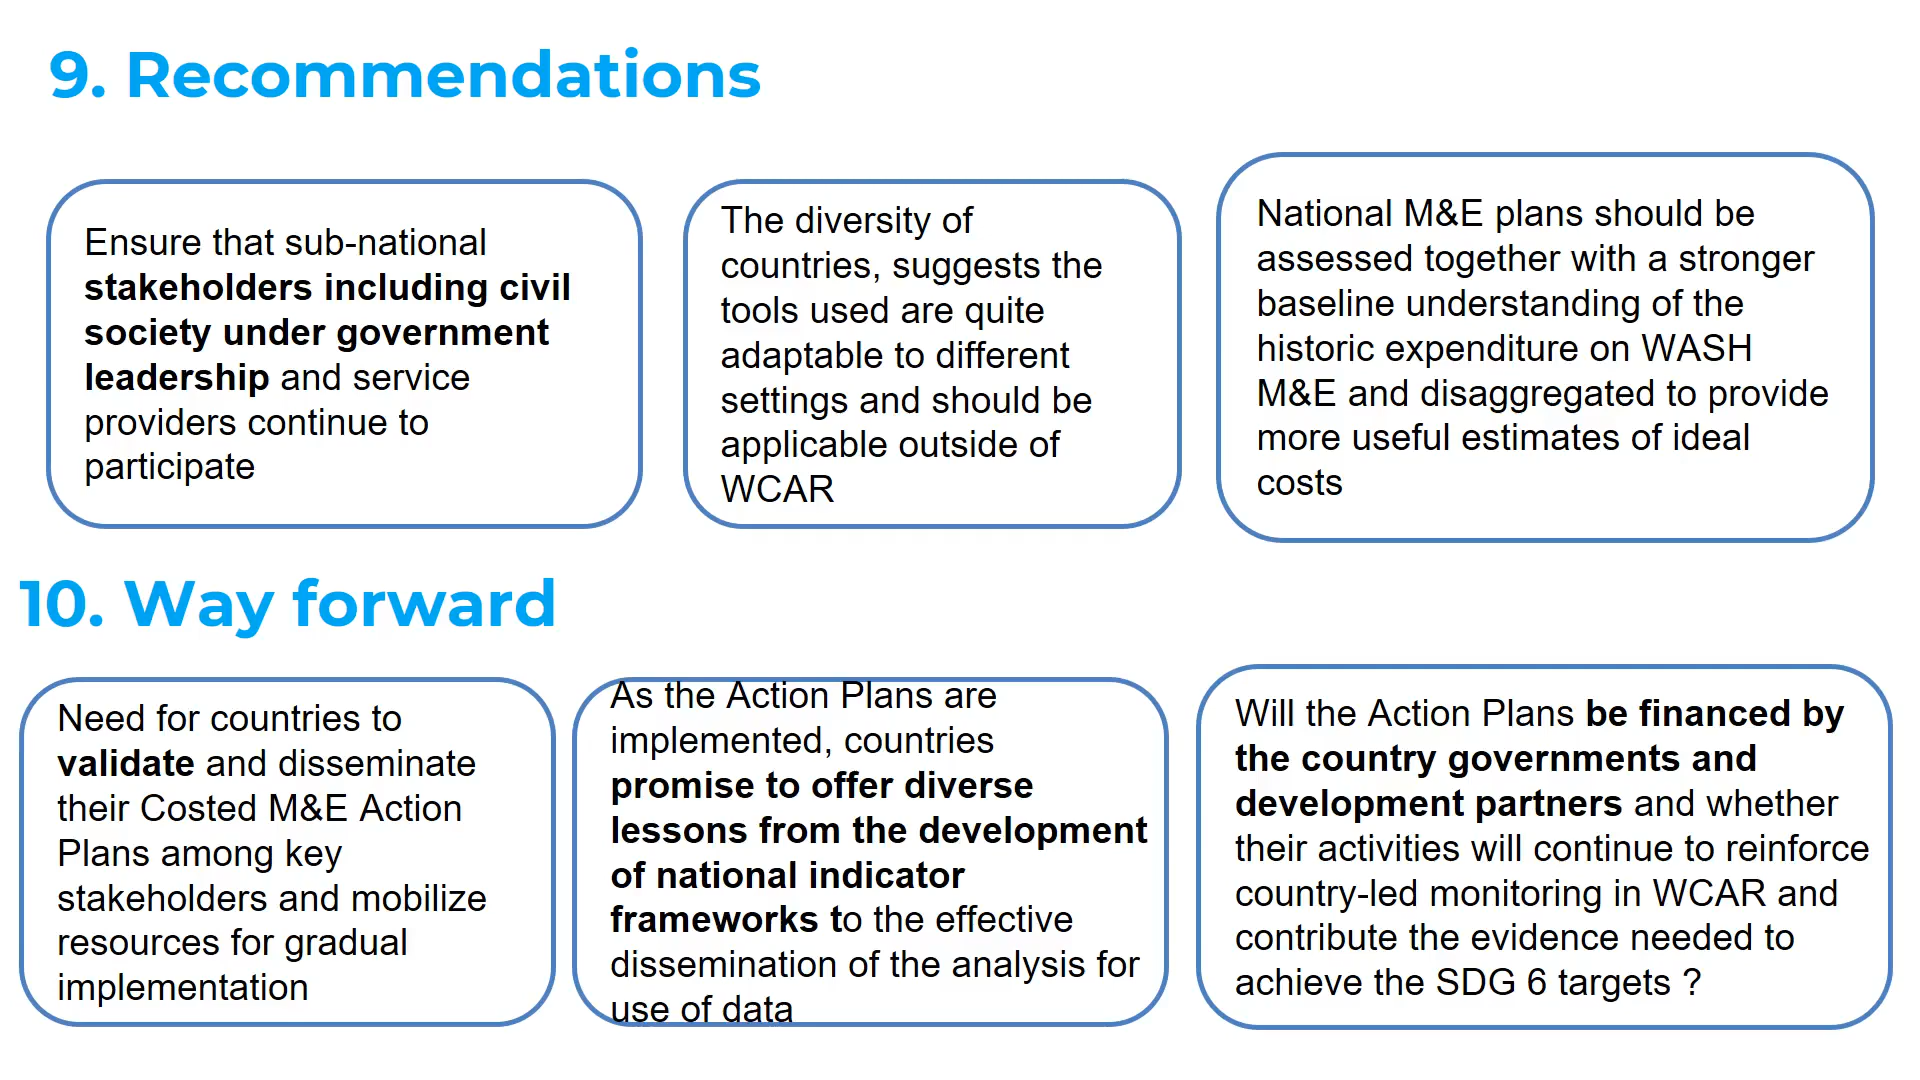 9. Recommendations
Ensure that sub-national
stakeholders including civil
society under government
leadership and service
providers continue to
participate
The diversity of
countries, suggests the
tools used are quite
adaptable to different
settings and should be
applicable outside of
WCAR
National M&E plans should be
assessed together with a stronger
baseline understanding of the
historic expenditure on WASH
M&E and disaggregated to provide
more useful estimates of ideal
costs
10. Way forward
Need for countries to
validate and disseminate
their Costed M&E Action
Plans among key
stakeholders and mobilize
resources for gradual
implementation
As the Action Plans are
implemented, countries
promise to offer diverse
lessons from the development
of national indicator
frameworks to the effective
dissemination of the analysis for
use of data
Will the Action Plans be financed by
the country governments and
development partners and whether
their activities will continue to reinforce
country-led monitoring in WCAR and
contribute the evidence needed to
achieve the SDG 6 targets ?